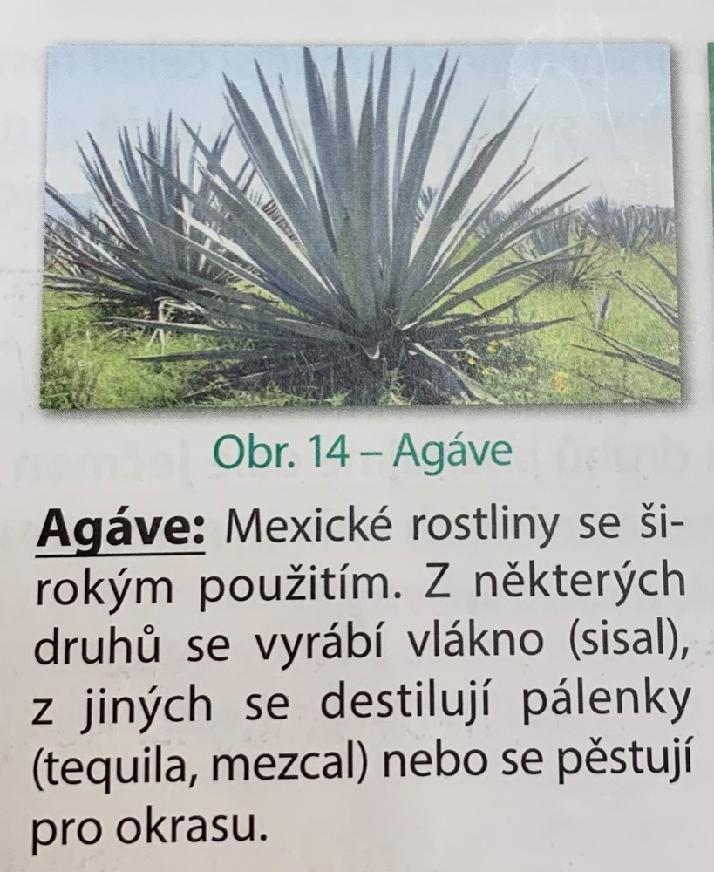 Obr. 14 – Agáve
Agáve: Mexické rostliny se ši-
rokým použitím. Z některých
druhů se vyrábí vlákno (sisal),
z jiných se destilují pálenky
(tequila, mezcal) nebo se pěstují
pro okrasu.